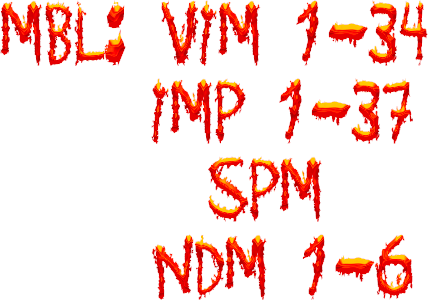 MBL: ViM 1-34
iMP 1-37
SPM
NDM 1-6